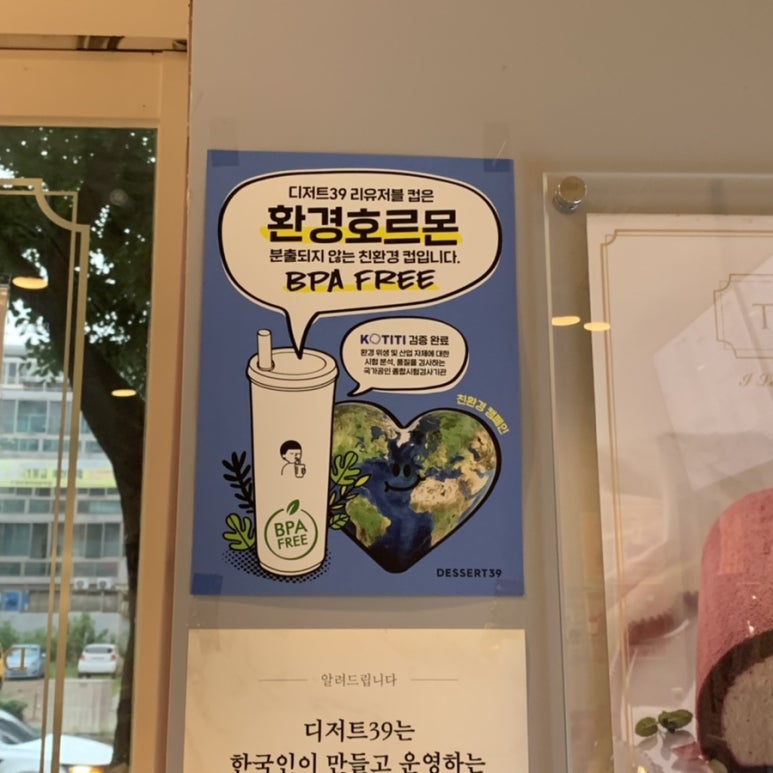 디저트39 리유저블 컵은
환경호르몬
분출되지 않는 친환경 컵입니다.
BPA FREE
KOTITI 검증 완료
환경 위생 및 산업 자재에 대한
시험 분석, 품질을 검사하는
국가공인 종합시험검사기관
친환경 캠페인
BPA
FREE
DESSERT39
알려드립니다
디저트39는
한국인이 만들고 운영하는